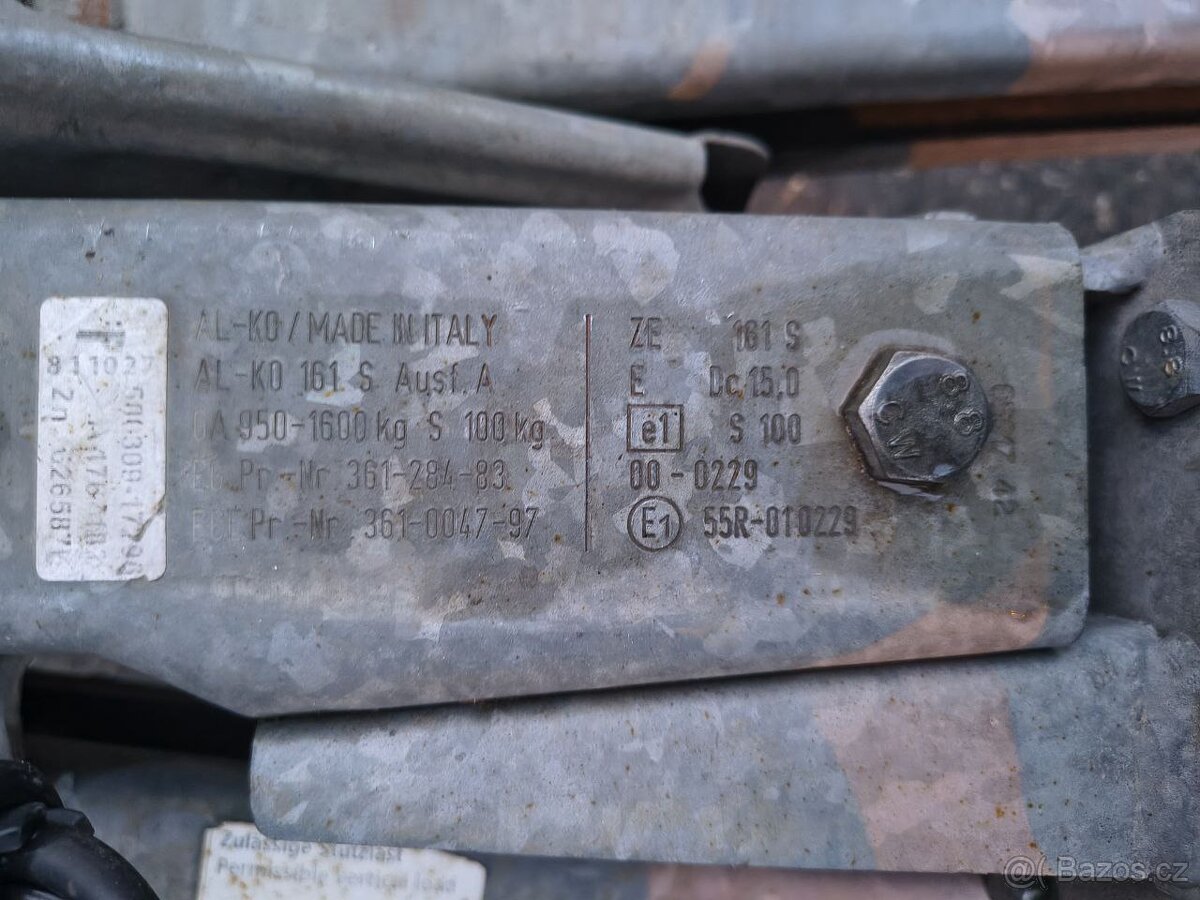 AL-KO / MADE IN ITALY
AL-KO 161 S Ausf. A
GA 950-1600 kg S 100 kg
EG Pr.-Nr. 361-284-83
Pr.-Nr. 361-0047-97
ZE 161 S
E Dc 15,0
e1 S 100
00-0229
E1 55R-010229
8.8
Zulässige Stützlast
Permissible vertical load
@ Bazos.cz